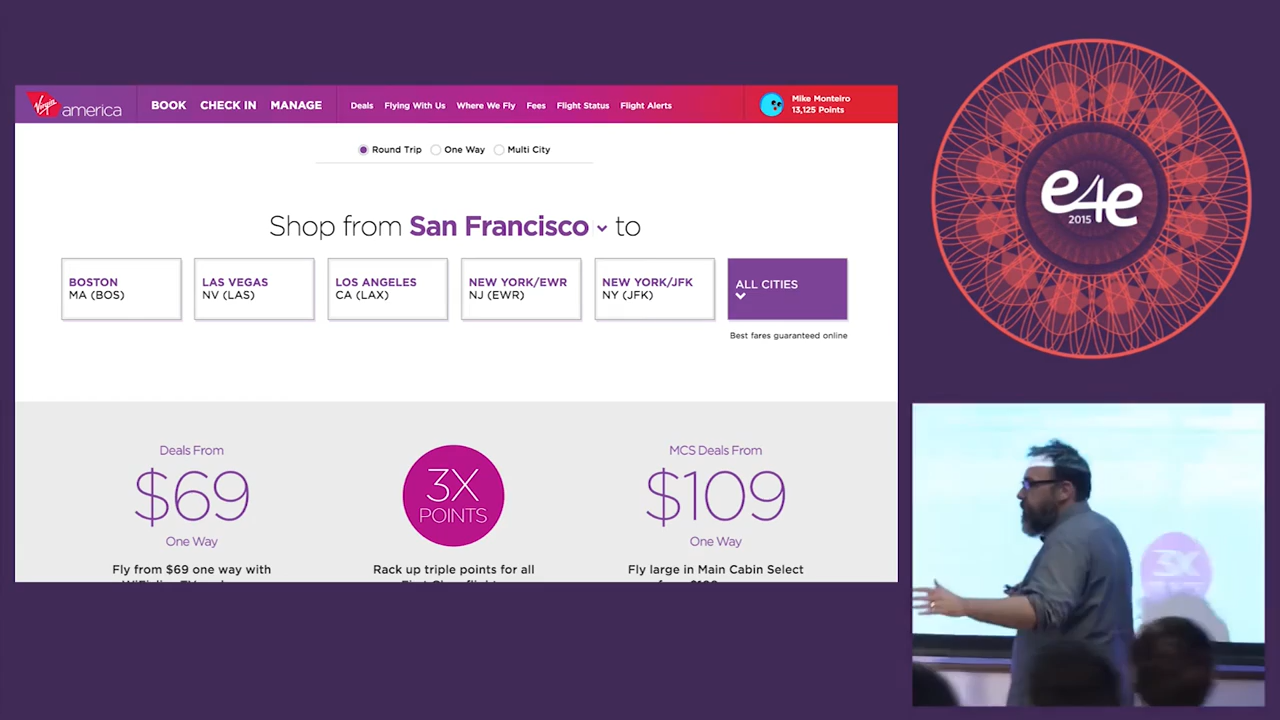 Virgin america
BOOK CHECK IN MANAGE
Deals Flying With Us Where We Fly Fees Flight Status Flight Alerts
Mike Monteiro
13,125 Points
Round Trip One Way Multi City
Shop from San Francisco to
BOSTON
MA (BOS)
LAS VEGAS
NV (LAS)
LOS ANGELES
CA (LAX)
NEW YORK/EWR
NJ (EWR)
NEW YORK/JFK
NY (JFK)
ALL CITIES
Best fares guaranteed online
Deals From
$69
One Way
Fly from $69 one way with
3X
POINTS
Rack up triple points for all
MCS Deals From
$109
One Way
Fly large in Main Cabin Select
e4e
2015
3X